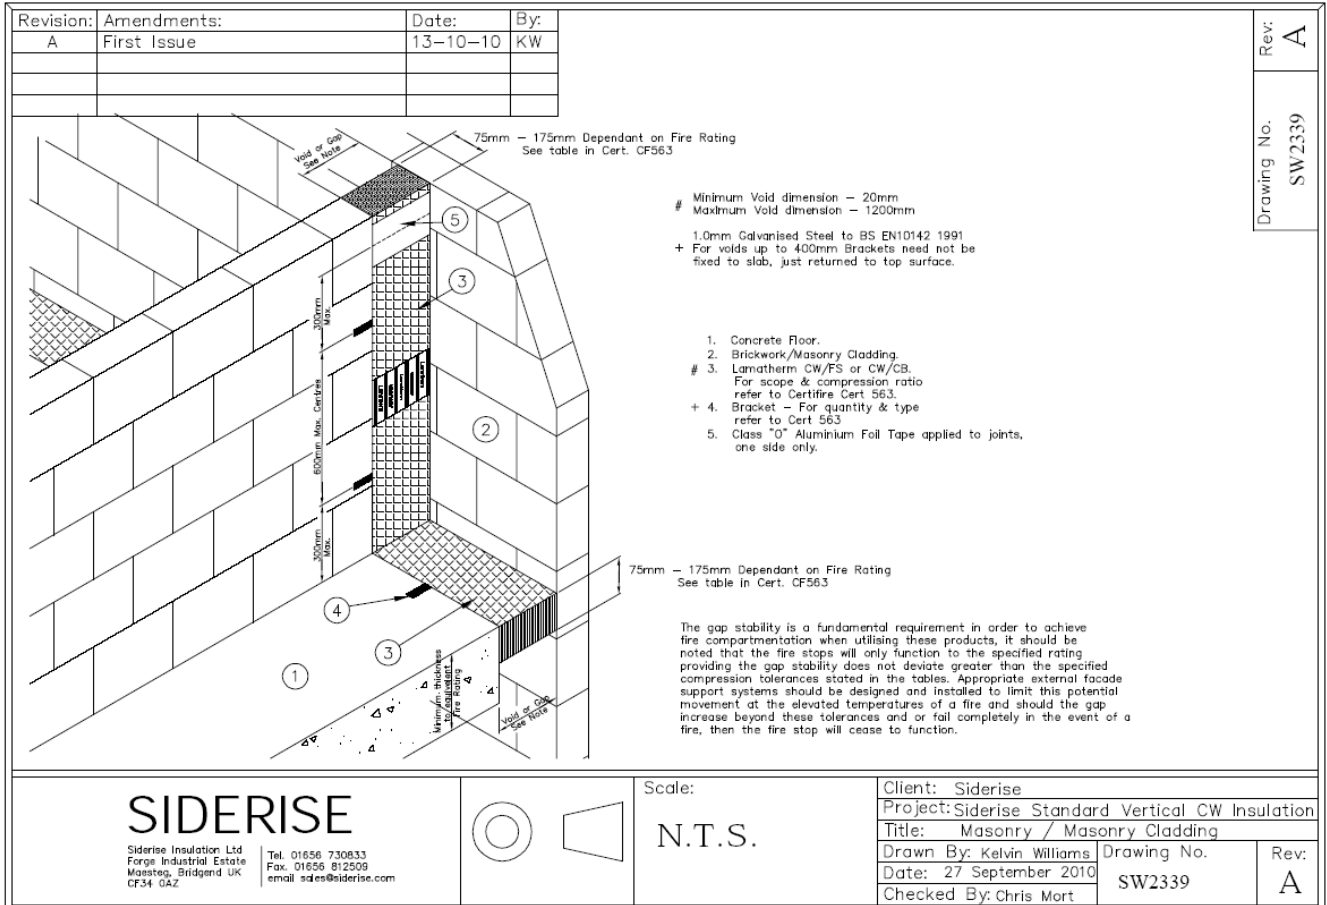 Revision: Amendments: Date: By:
A First Issue 13-10-10 KW
Rev: A
Drawing No. SW2339
Void or Gap
See Note
75mm – 175mm Dependant on Fire Rating
See table in Cert. CF563
# Minimum Void dimension – 20mm
Maximum Void dimension – 1200mm
1.0mm Galvanised Steel to BS EN10142 1991
+ For voids up to 400mm Brackets need not be
fixed to slab, just returned to top surface.
5
3
300mm
Max.
600mm Max. Centres
300mm
Max.
2
1. Concrete Floor.
2. Brickwork/Masonry Cladding.
# 3. Lamatherm CW/FS or CW/CB.
For scope & compression ratio
refer to Certifire Cert 563.
+ 4. Bracket – For quantity & type
refer to Cert 563
5. Class "O" Aluminium Foil Tape applied to joints,
one side only.
75mm – 175mm Dependant on Fire Rating
See table in Cert. CF563
4
3
1
Minimum thickness
to equivalent
Fire Rating
Void or Gap
See Note
The gap stability is a fundamental requirement in order to achieve
fire compartmentation when utilising these products, it should be
noted that the fire stops will only function to the specified rating
providing the gap stability does not deviate greater than the specified
compression tolerances stated in the tables. Appropriate external facade
support systems should be designed and installed to limit this potential
movement at the elevated temperatures of a fire and should the gap
increase beyond these tolerances and or fail completely in the event of a
fire, then the fire stop will cease to function.
SIDERISE
Siderise Insulation Ltd
Forge Industrial Estate
Maesteg, Bridgend UK
CF34 0AZ
Tel. 01656 730833
Fax. 01656 812509
email sales@siderise.com
Scale:
N.T.S.
Client: Siderise
Project: Siderise Standard Vertical CW Insulation
Title: Masonry / Masonry Cladding
Drawn By: Kelvin Williams
Date: 27 September 2010
Checked By: Chris Mort
Drawing No.
SW2339
Rev:
A